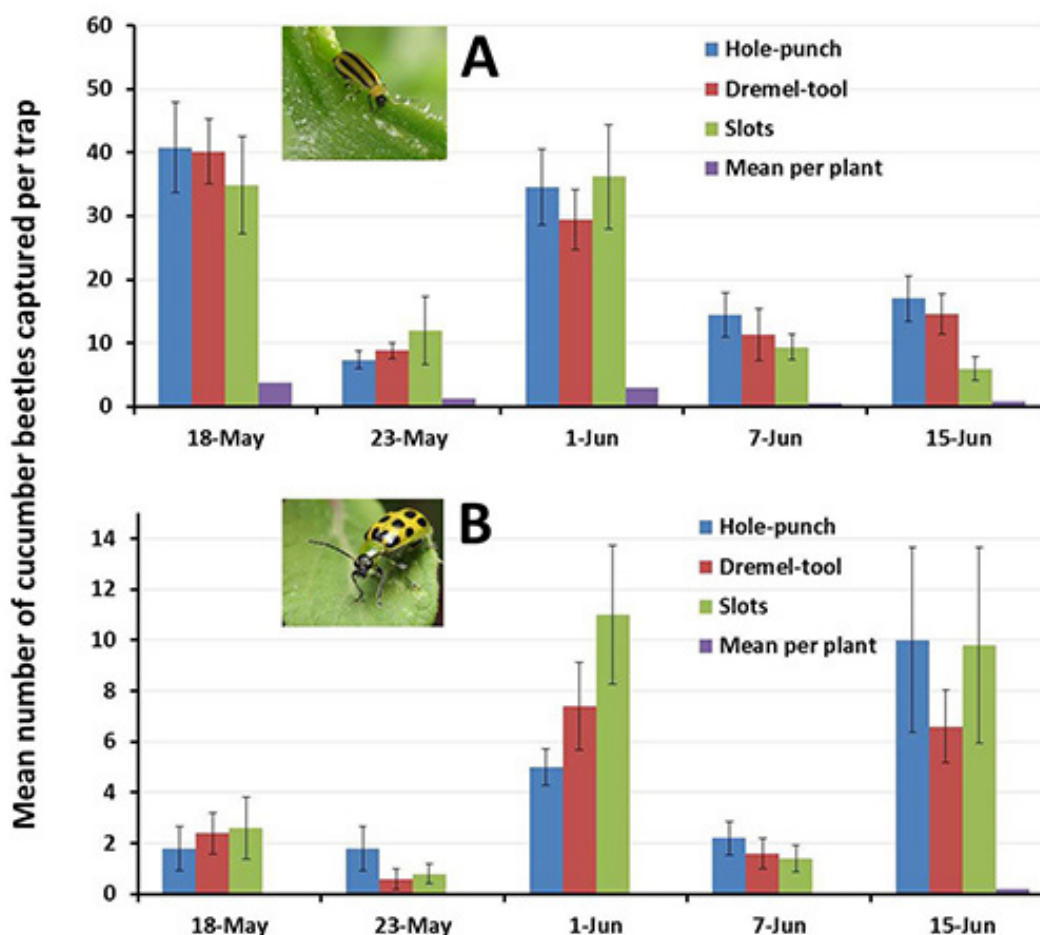 Mean number of cucumber beetles captured per trap
A
Hole-punch
Dremel-tool
Slots
Mean per plant
60
50
40
30
20
10
0
18-May 23-May 1-Jun 7-Jun 15-Jun
B
Hole-punch
Dremel-tool
Slots
Mean per plant
14
12
10
8
6
4
2
0
18-May 23-May 1-Jun 7-Jun 15-Jun